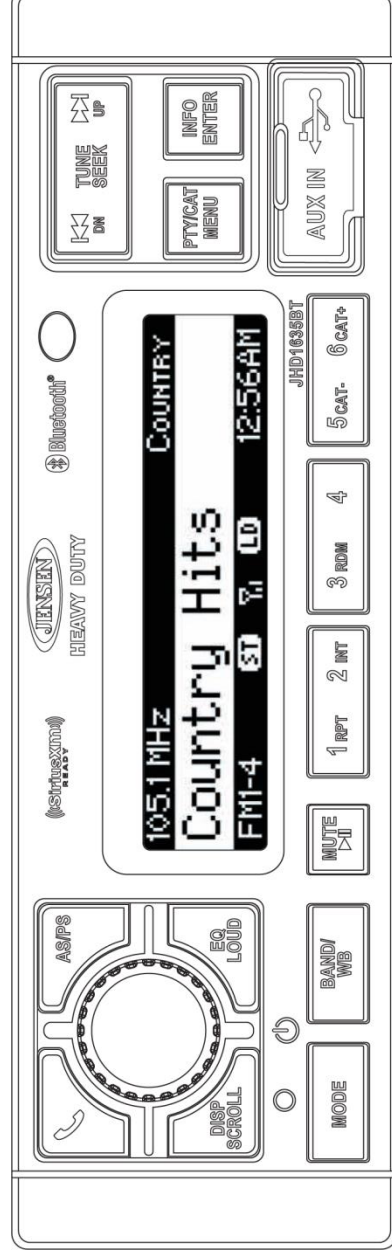 AS/PS
EQ
LOUD
DISP
SCROLL
((SiriusXm))
READY
JENSEN
HEAVY DUTY
Bluetooth®
105.1 MHz COUNTRY
Country Hits
FM1-4 ST LD 12:56AM
JHD1635BT
TUNE
SEEK
DN
UP
PTY/CAT
MENU
INFO
ENTER
AUX IN
MODE
BAND/
WB
MUTE
1 RPT 2 INT
3 RDM 4
5 CAT- 6 CAT+